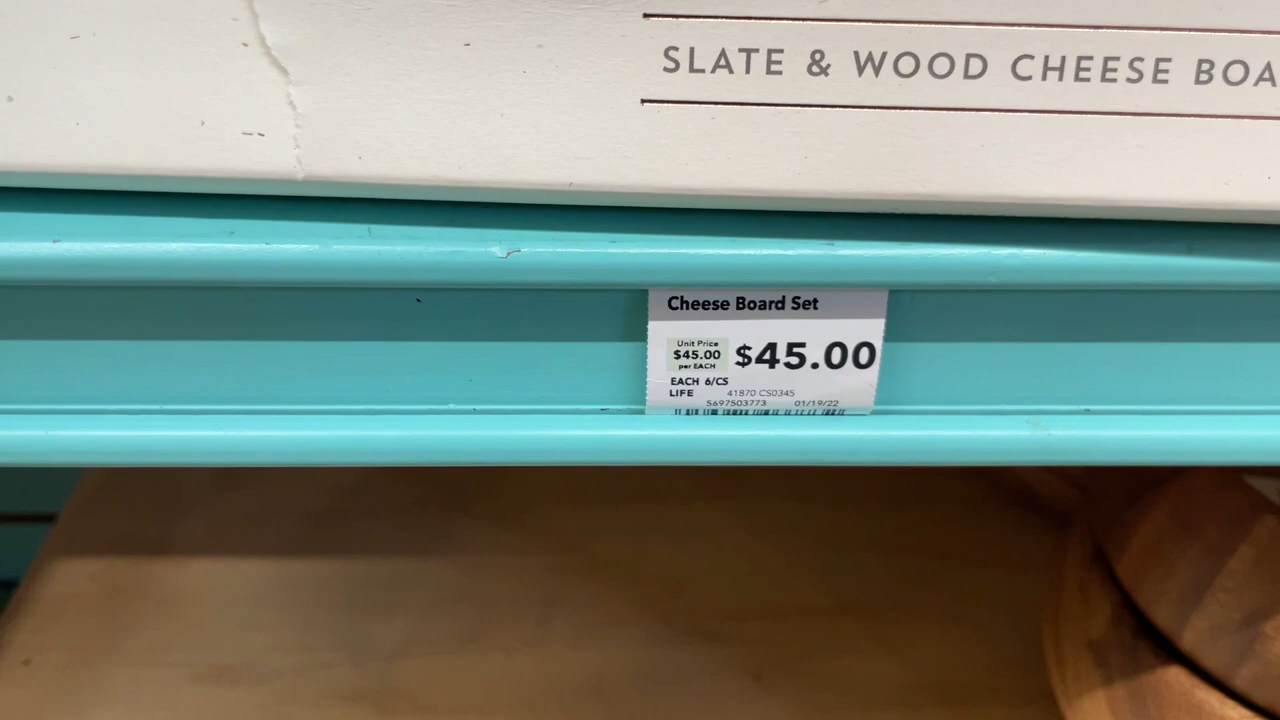 SLATE & WOOD CHEESE BOA
Cheese Board Set
Unit Price
$45.00
per EACH
$45.00
EACH 6/CS
LIFE 41870 CS0345
5697503773 01/19/22